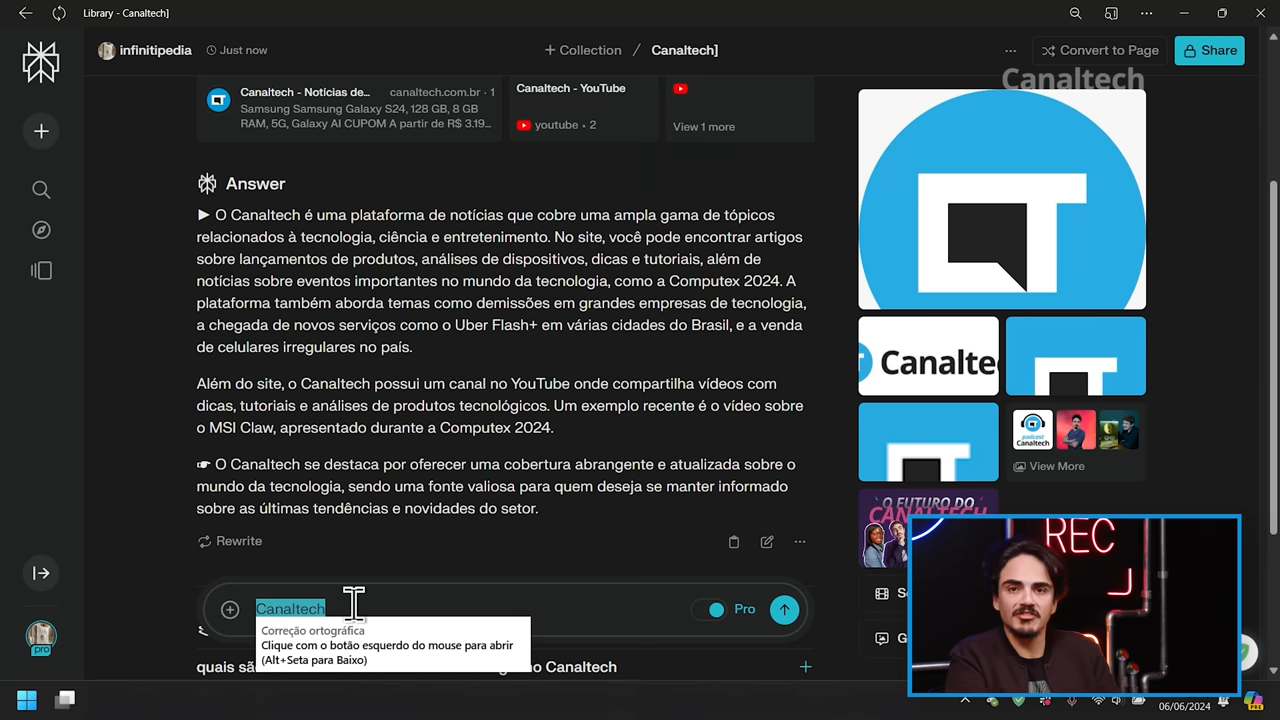 Library - Canaltech]
infinitipedia
Just now
+ Collection / Canaltech]
Convert to Page
Share
Canaltech
Canaltech - Notícias de...
canaltech.com.br · 1
Samsung Samsung Galaxy S24, 128 GB, 8 GB
RAM, 5G, Galaxy AI CUPOM A partir de R$ 3.19...
Canaltech - YouTube
youtube · 2
View 1 more
Answer
► O Canaltech é uma plataforma de notícias que cobre uma ampla gama de tópicos
relacionados à tecnologia, ciência e entretenimento. No site, você pode encontrar artigos
sobre lançamentos de produtos, análises de dispositivos, dicas e tutoriais, além de
notícias sobre eventos importantes no mundo da tecnologia, como a Computex 2024. A
plataforma também aborda temas como demissões em grandes empresas de tecnologia,
a chegada de novos serviços como o Uber Flash+ em várias cidades do Brasil, e a venda
de celulares irregulares no país.
Além do site, o Canaltech possui um canal no YouTube onde compartilha vídeos com
dicas, tutoriais e análises de produtos tecnológicos. Um exemplo recente é o vídeo sobre
o MSI Claw, apresentado durante a Computex 2024.
☛ O Canaltech se destaca por oferecer uma cobertura abrangente e atualizada sobre o
mundo da tecnologia, sendo uma fonte valiosa para quem deseja se manter informado
sobre as últimas tendências e novidades do setor.
Rewrite
Canaltech
Pro
Correção ortográfica
Clique com o botão esquerdo do mouse para abrir
(Alt+Seta para Baixo)
quais s
o Canaltech
Canalte
podcast
Canaltech
View More
O FUTURO DO
CANALTECH
S
G
REC
pro
06/06/2024
PRE